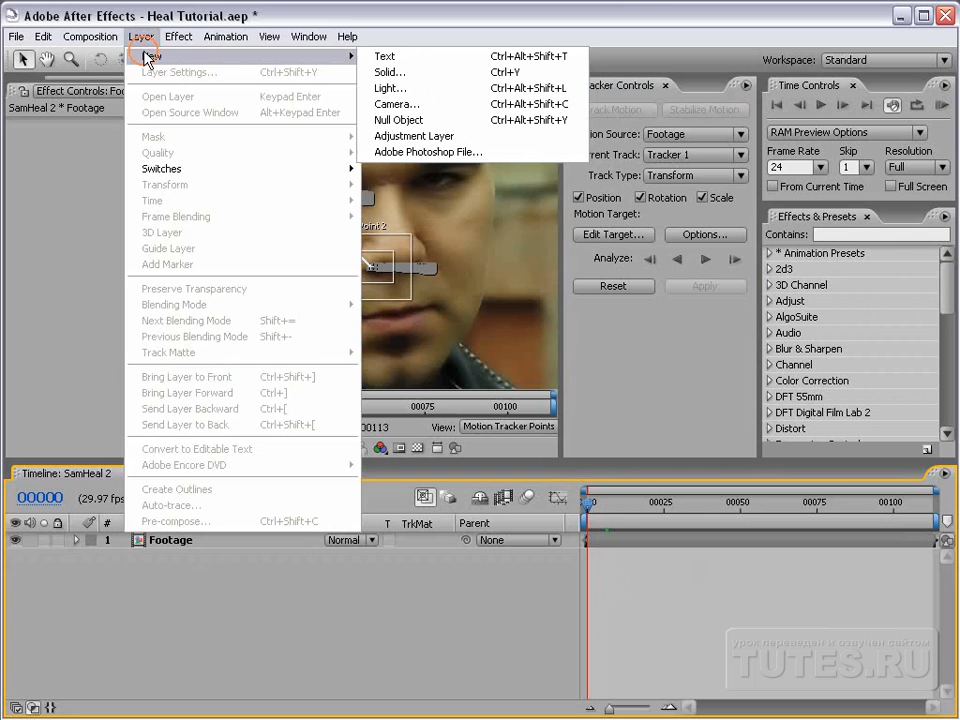 Adobe After Effects - Heal Tutorial.aep *
File Edit Composition Layer Effect Animation View Window Help
Workspace: Standard
Layer Settings... Ctrl+Shift+Y
Open Layer Keypad Enter
Open Source Window Alt+Keypad Enter
Mask
Quality
Switches
Transform
Time
Frame Blending
3D Layer
Guide Layer
Add Marker
Preserve Transparency
Blending Mode
Next Blending Mode Shift+=
Previous Blending Mode Shift+-
Track Matte
Bring Layer to Front Ctrl+Shift+]
Bring Layer Forward Ctrl+]
Send Layer Backward Ctrl+[
Send Layer to Back Ctrl+Shift+[
Convert to Editable Text
Adobe Encore DVD
Create Outlines
Auto-trace...
Pre-compose... Ctrl+Shift+C
Text Ctrl+Alt+Shift+T
Solid... Ctrl+Y
Light... Ctrl+Alt+Shift+L
Camera... Ctrl+Alt+Shift+C
Null Object Ctrl+Alt+Shift+Y
Adjustment Layer
Adobe Photoshop File...
Effect Controls: Foo
SamHeal 2 * Footage
Point 2
00075 00100
00113 View: Motion Tracker Points
acker Controls
Motion
Stabilize Motion
ion Source: Footage
rent Track: Tracker 1
Track Type: Transform
Position Rotation Scale
Motion Target:
Edit Target... Options...
Analyze:
Reset Apply
Time Controls
RAM Preview Options
Frame Rate Skip Resolution
24 1 Full
From Current Time Full Screen
Effects & Presets
Contains:
* Animation Presets
2d3
3D Channel
Adjust
AlgoSuite
Audio
Blur & Sharpen
Channel
Color Correction
DFT 55mm
DFT Digital Film Lab 2
Distort
Timeline: SamHeal 2
00000 (29.97 fps
00025 00050 00075 00100
# T TrkMat Parent
1 Footage Normal None
урок переведен и озвучен сайтом
TUTES.RU